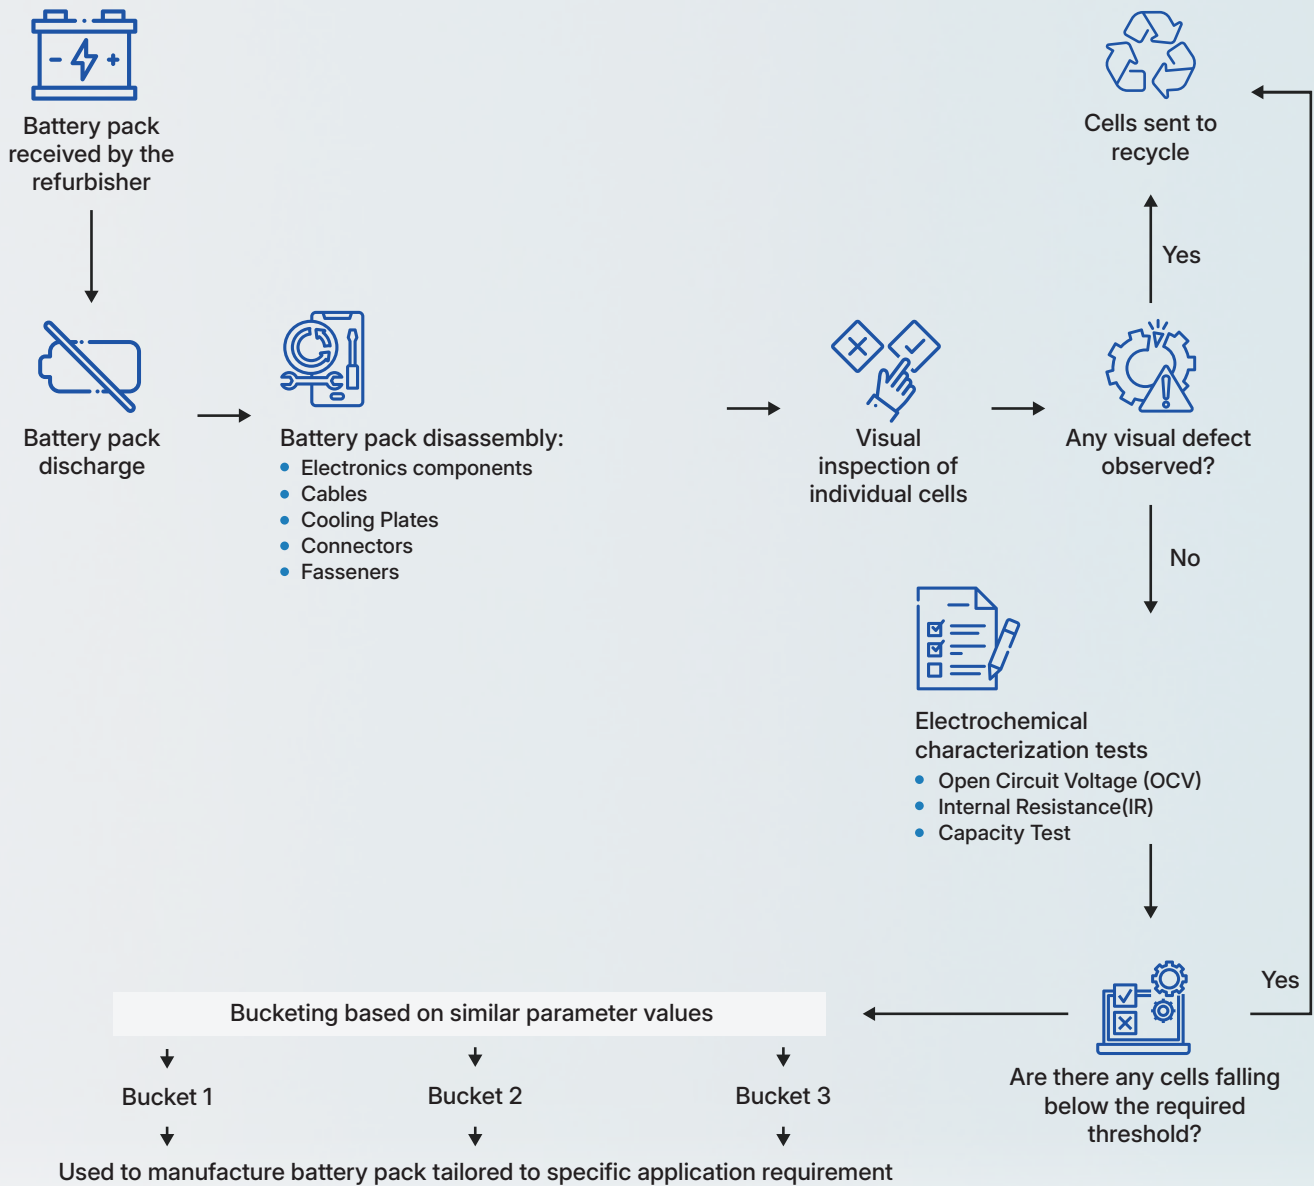 Battery pack
received by the
refurbisher
Battery pack
discharge
Battery pack disassembly:
Electronics components
Cables
Cooling Plates
Connectors
Fasseners
Visual
inspection of
individual cells
Any visual defect
observed?
Yes
Cells sent to
recycle
No
Electrochemical
characterization tests
Open Circuit Voltage (OCV)
Internal Resistance(IR)
Capacity Test
Are there any cells falling
below the required
threshold?
Yes
Bucketing based on similar parameter values
Bucket 1
Bucket 2
Bucket 3
Used to manufacture battery pack tailored to specific application requirement